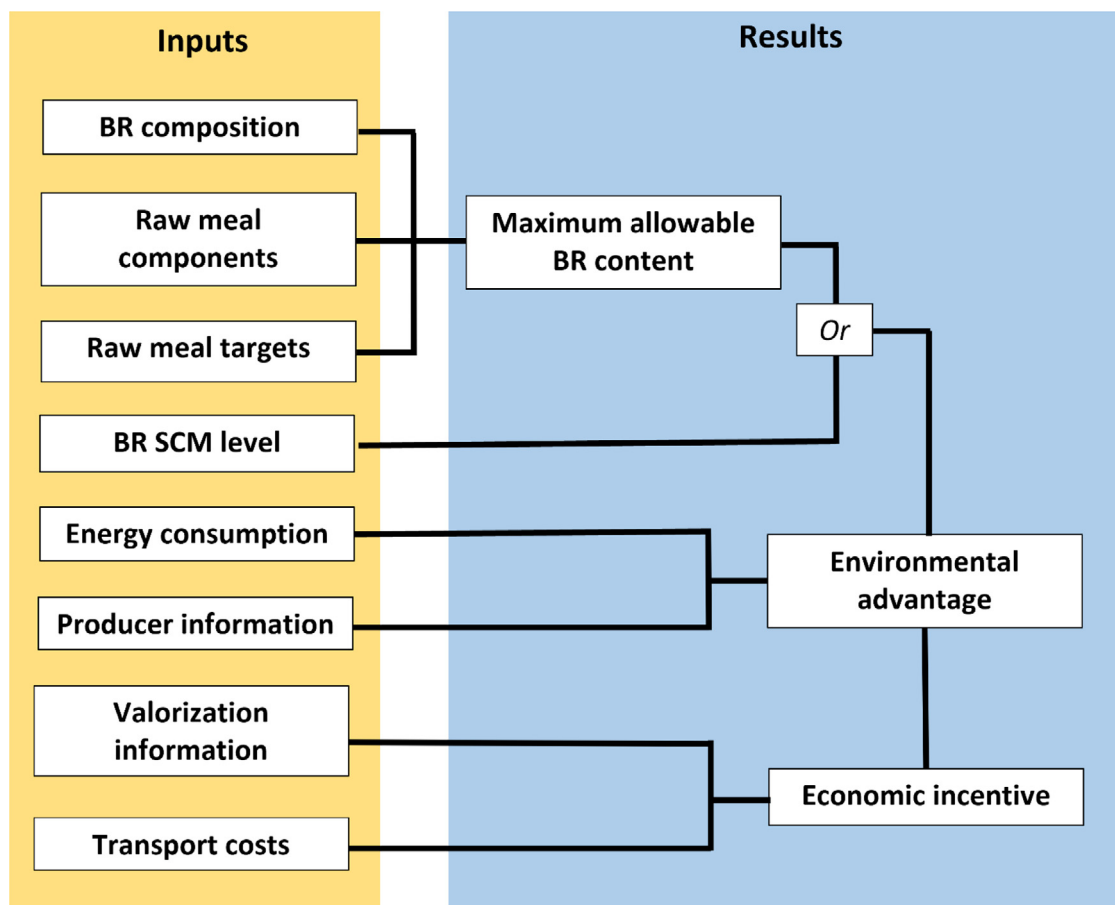 Inputs
Results
BR composition
Raw meal
components
Maximum allowable
BR content
Raw meal targets
Or
BR SCM level
Energy consumption
Environmental
advantage
Producer information
Valorization
information
Economic incentive
Transport costs